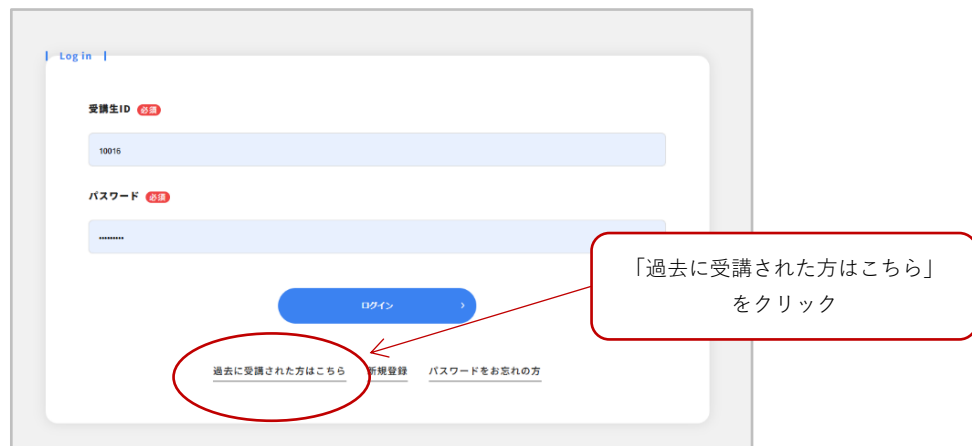 Log in
受講生ID 必須
10016
パスワード 必須
•••••••••
「過去に受講された方はこちら」
をクリック
ログイン
過去に受講された方はこちら 新規登録 パスワードをお忘れの方